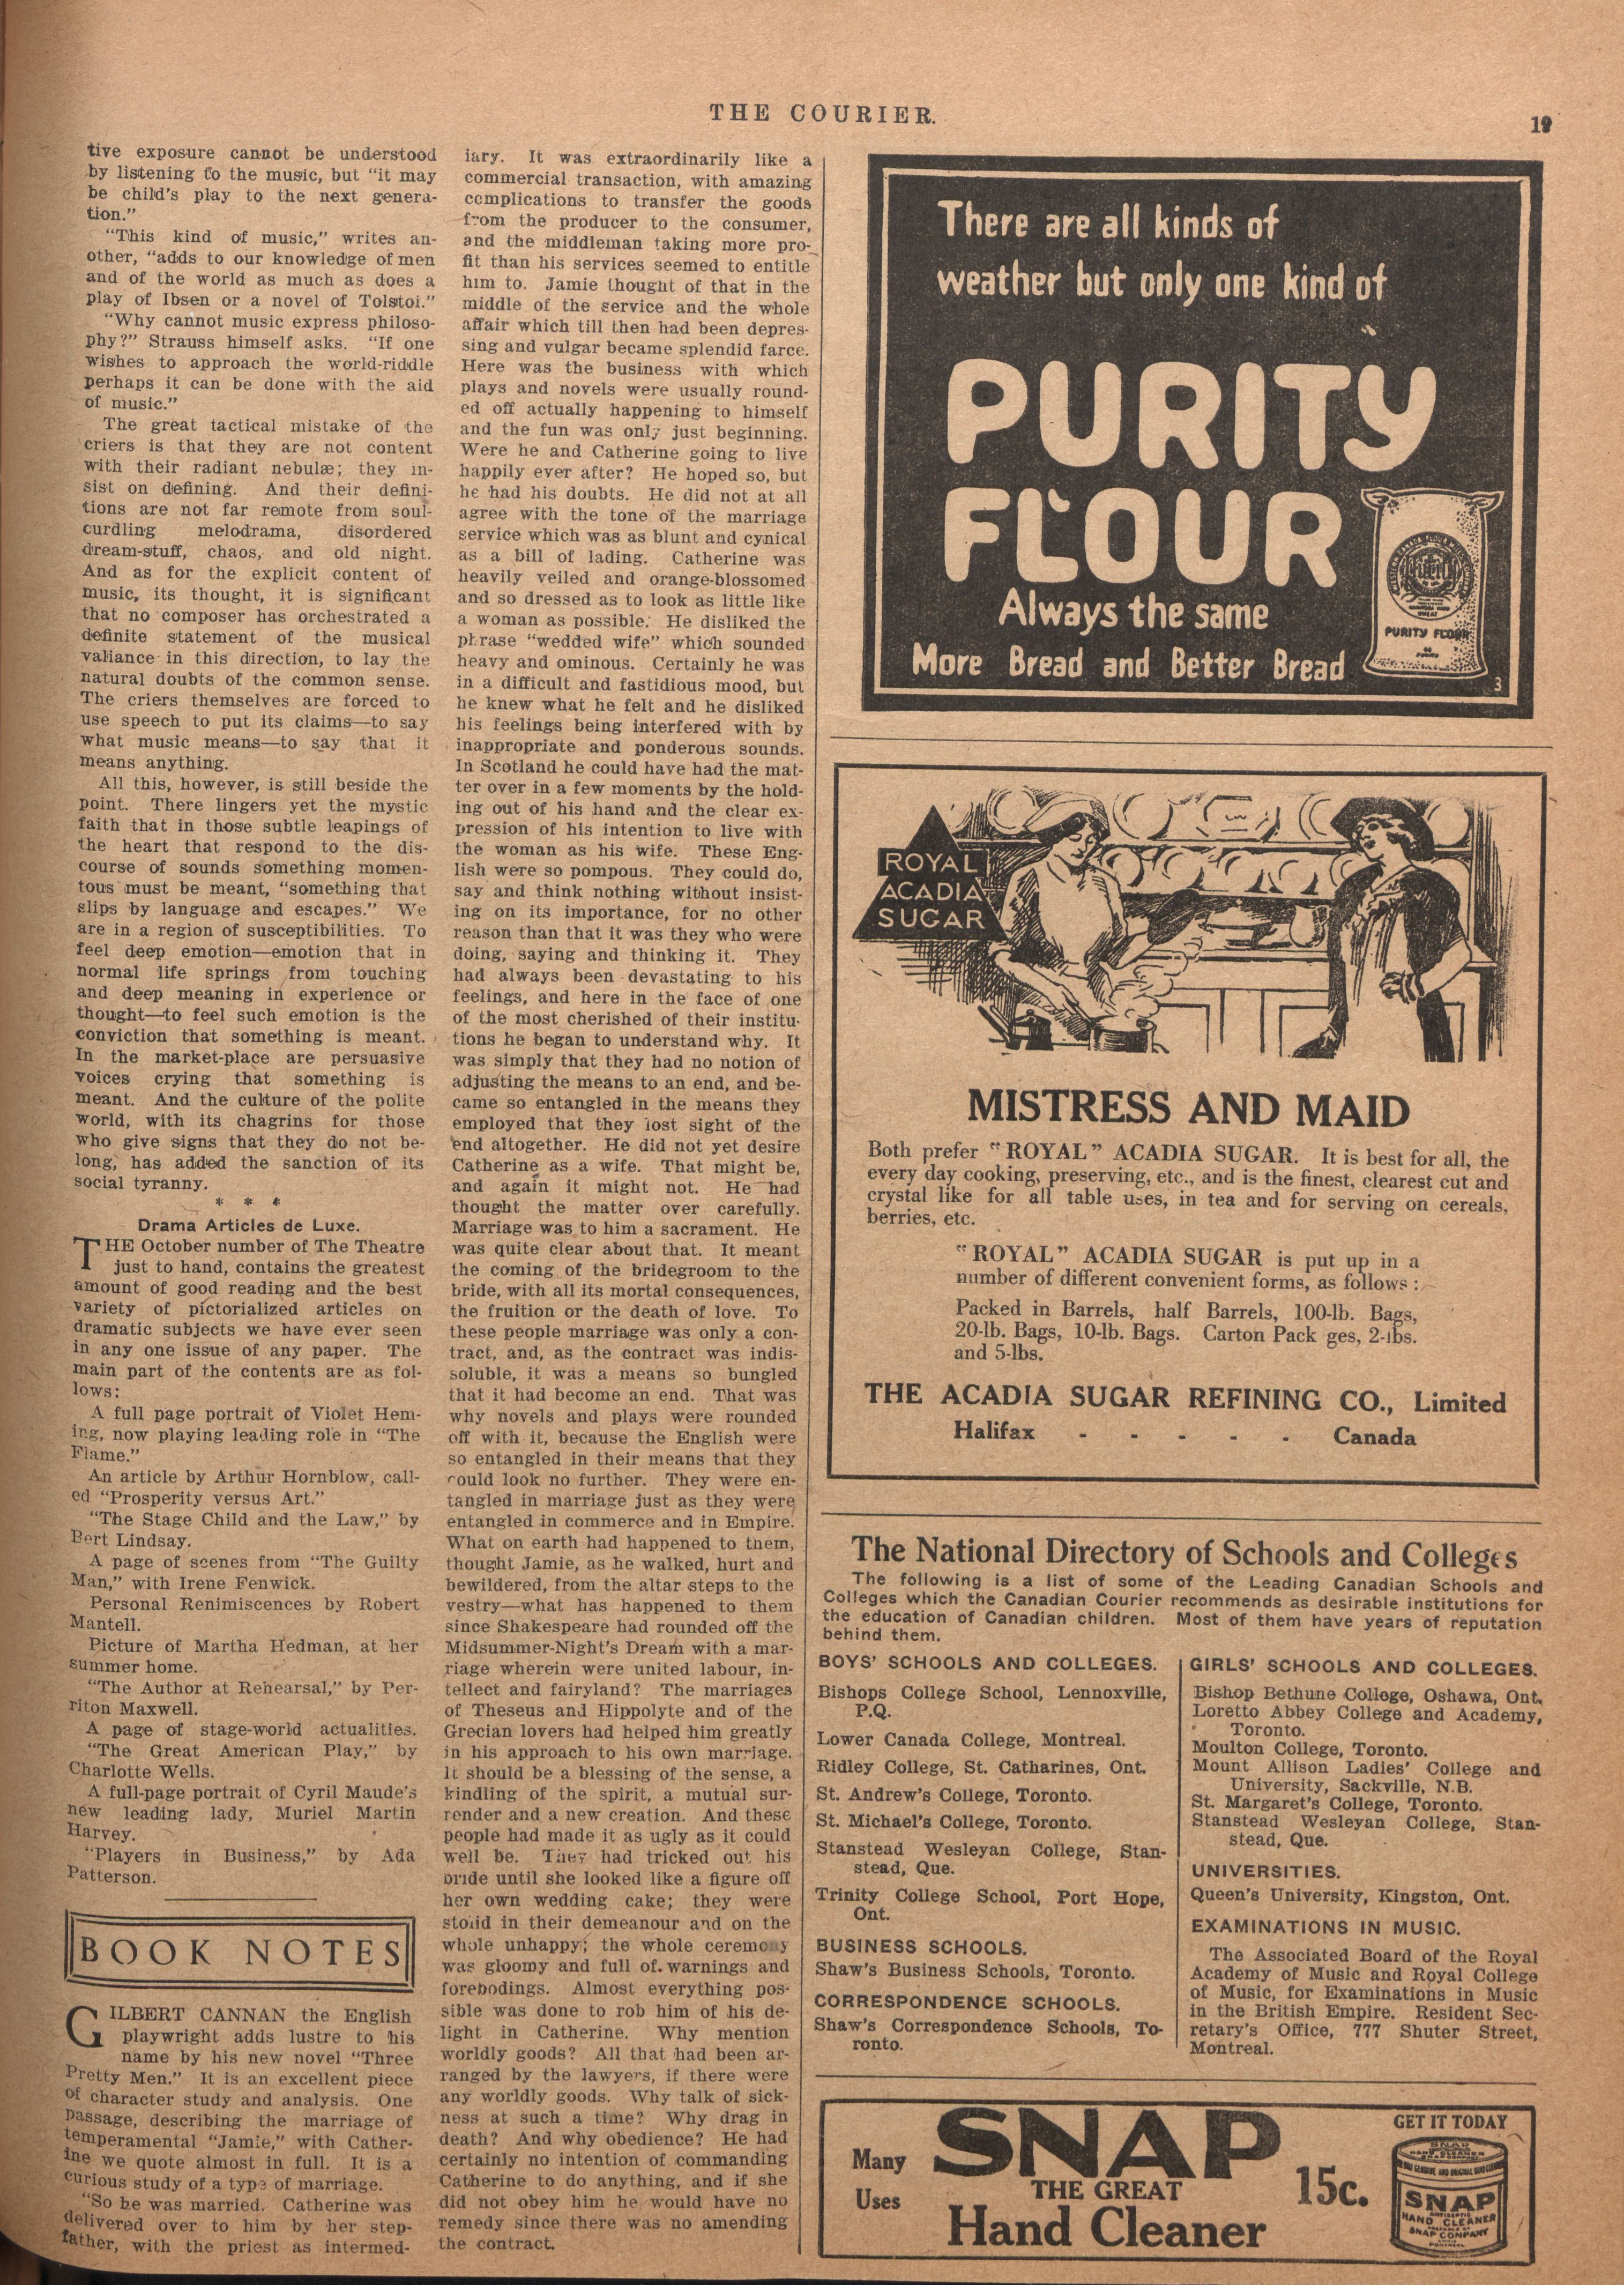 THE COURIER.
19
tive exposure cannot be understood
by listening to the music, but "it may
be child's play to the next genera-
tion."
"This kind of music," writes an-
other, "adds to our knowledge of men
and of the world as much as does a
play of Ibsen or a novel of Tolstoi."
"Why cannot music express philoso-
phy?" Strauss himself asks. "If one
wishes to approach the world-riddle
perhaps it can be done with the aid
of music."
The great tactical mistake of the
criers is that they are not content
with their radiant nebulæ; they in-
sist on defining. And their defini-
tions are not far remote from soul-
curdling melodrama, disordered
dream-stuff, chaos, and old night.
And as for the explicit content of
music, its thought, it is significant
that no composer has orchestrated a
definite statement of the musical
valiance in this direction, to lay the
natural doubts of the common sense.
The criers themselves are forced to
use speech to put its claims—to say
what music means—to say that it
means anything.
All this, however, is still beside the
point. There lingers yet the mystic
faith that in those subtle leapings of
the heart that respond to the dis-
course of sounds something momen-
tous must be meant, "something that
slips by language and escapes." We
are in a region of susceptibilities. To
feel deep emotion—emotion that in
normal life springs from touching
and deep meaning in experience or
thought—to feel such emotion is the
conviction that something is meant.
In the market-place are persuasive
voices crying that something is
meant. And the culture of the polite
world, with its chagrins for those
who give signs that they do not be-
long, has added the sanction of its
social tyranny.
* * *
Drama Articles de Luxe.
THE October number of The Theatre
just to hand, contains the greatest
amount of good reading and the best
variety of pictorialized articles on
dramatic subjects we have ever seen
in any one issue of any paper. The
main part of the contents are as fol-
lows:
A full page portrait of Violet Hem-
ing, now playing leading role in "The
Flame."
An article by Arthur Hornblow, call-
ed "Prosperity versus Art."
"The Stage Child and the Law," by
Bert Lindsay.
A page of scenes from "The Guilty
Man," with Irene Fenwick.
Personal Renimiscences by Robert
Mantell.
Picture of Martha Hedman, at her
summer home.
"The Author at Rehearsal," by Per-
riton Maxwell.
A page of stage-world actualities.
"The Great American Play," by
Charlotte Wells.
A full-page portrait of Cyril Maude's
new leading lady, Muriel Martin
Harvey.
"Players in Business," by Ada
Patterson.
BOOK NOTES
GILBERT CANNAN the English
playwright adds lustre to his
name by his new novel "Three
Pretty Men." It is an excellent piece
of character study and analysis. One
passage, describing the marriage of
temperamental "Jamie," with Cather-
ine we quote almost in full. It is a
curious study of a type of marriage.
"So he was married. Catherine was
delivered over to him by her step-
father, with the priest as intermed-
iary. It was extraordinarily like a
commercial transaction, with amazing
complications to transfer the goods
from the producer to the consumer,
and the middleman taking more pro-
fit than his services seemed to entitle
him to. Jamie thought of that in the
middle of the service and the whole
affair which till then had been depres-
sing and vulgar became splendid farce.
Here was the business with which
plays and novels were usually round-
ed off actually happening to himself
and the fun was only just beginning.
Were he and Catherine going to live
happily ever after? He hoped so, but
he had his doubts. He did not at all
agree with the tone of the marriage
service which was as blunt and cynical
as a bill of lading. Catherine was
heavily veiled and orange-blossomed
and so dressed as to look as little like
a woman as possible. He disliked the
phrase "wedded wife" which sounded
heavy and ominous. Certainly he was
in a difficult and fastidious mood, but
he knew what he felt and he disliked
his feelings being interfered with by
inappropriate and ponderous sounds.
In Scotland he could have had the mat-
ter over in a few moments by the hold-
ing out of his hand and the clear ex-
pression of his intention to live with
the woman as his wife. These Eng-
lish were so pompous. They could do,
say and think nothing without insist-
ing on its importance, for no other
reason than that it was they who were
doing, saying and thinking it. They
had always been devastating to his
feelings, and here in the face of one
of the most cherished of their institu-
tions he began to understand why. It
was simply that they had no notion of
adjusting the means to an end, and be-
came so entangled in the means they
employed that they lost sight of the
end altogether. He did not yet desire
Catherine as a wife. That might be,
and again it might not. He had
thought the matter over carefully.
Marriage was to him a sacrament. He
was quite clear about that. It meant
the coming of the bridegroom to the
bride, with all its mortal consequences,
the fruition or the death of love. To
these people marriage was only a con-
tract, and, as the contract was indis-
soluble, it was a means so bungled
that it had become an end. That was
why novels and plays were rounded
off with it, because the English were
so entangled in their means that they
could look no further. They were en-
tangled in marriage just as they were
entangled in commerce and in Empire.
What on earth had happened to them,
thought Jamie, as he walked, hurt and
bewildered, from the altar steps to the
vestry—what has happened to them
since Shakespeare had rounded off the
Midsummer-Night's Dream with a mar-
riage wherein were united labour, in-
tellect and fairyland? The marriages
of Theseus and Hippolyte and of the
Grecian lovers had helped him greatly
in his approach to his own marriage.
It should be a blessing of the sense, a
kindling of the spirit, a mutual sur-
render and a new creation. And these
people had made it as ugly as it could
well be. They had tricked out his
bride until she looked like a figure off
her own wedding cake; they were
stolid in their demeanour and on the
whole unhappy; the whole ceremony
was gloomy and full of warnings and
forebodings. Almost everything pos-
sible was done to rob him of his de-
light in Catherine. Why mention
worldly goods? All that had been ar-
ranged by the lawyers, if there were
any worldly goods. Why talk of sick-
ness at such a time? Why drag in
death? And why obedience? He had
certainly no intention of commanding
Catherine to do anything, and if she
did not obey him he would have no
remedy since there was no amending
the contract.
There are all kinds of
weather but only one kind of
PURITY
FLOUR
Always the same
More Bread and Better Bread
PURITY FLOUR
3
ROYAL
ACADIA
SUGAR
MISTRESS AND MAID
Both prefer "ROYAL" ACADIA SUGAR. It is best for all, the
every day cooking, preserving, etc., and is the finest, clearest cut and
crystal like for all table uses, in tea and for serving on cereals,
berries, etc.
"ROYAL" ACADIA SUGAR is put up in a
number of different convenient forms, as follows:
Packed in Barrels, half Barrels, 100-lb. Bags,
20-lb. Bags, 10-lb. Bags. Carton Pack ges, 2-lbs.
and 5-lbs.
THE ACADIA SUGAR REFINING CO., Limited
Halifax - - - - - Canada
The National Directory of Schools and Colleges
The following is a list of some of the Leading Canadian Schools and
Colleges which the Canadian Courier recommends as desirable institutions for
the education of Canadian children. Most of them have years of reputation
behind them.
BOYS' SCHOOLS AND COLLEGES.
Bishops College School, Lennoxville,
P.Q.
Lower Canada College, Montreal.
Ridley College, St. Catharines, Ont.
St. Andrew's College, Toronto.
St. Michael's College, Toronto.
Stanstead Wesleyan College, Stan-
stead, Que.
Trinity College School, Port Hope,
Ont.
BUSINESS SCHOOLS.
Shaw's Business Schools, Toronto.
CORRESPONDENCE SCHOOLS.
Shaw's Correspondence Schools, To-
ronto.
GIRLS' SCHOOLS AND COLLEGES.
Bishop Bethune College, Oshawa, Ont.
Loretto Abbey College and Academy,
Toronto.
Moulton College, Toronto.
Mount Allison Ladies' College and
University, Sackville, N.B.
St. Margaret's College, Toronto.
Stanstead Wesleyan College, Stan-
stead, Que.
UNIVERSITIES.
Queen's University, Kingston, Ont.
EXAMINATIONS IN MUSIC.
The Associated Board of the Royal
Academy of Music and Royal College
of Music, for Examinations in Music
in the British Empire. Resident Sec-
retary's Office, 777 Shuter Street,
Montreal.
Many
Uses
SNAP
THE GREAT
Hand Cleaner
15c.
GET IT TODAY
SNAP
HAND CLEANER
SNAP COMPANY